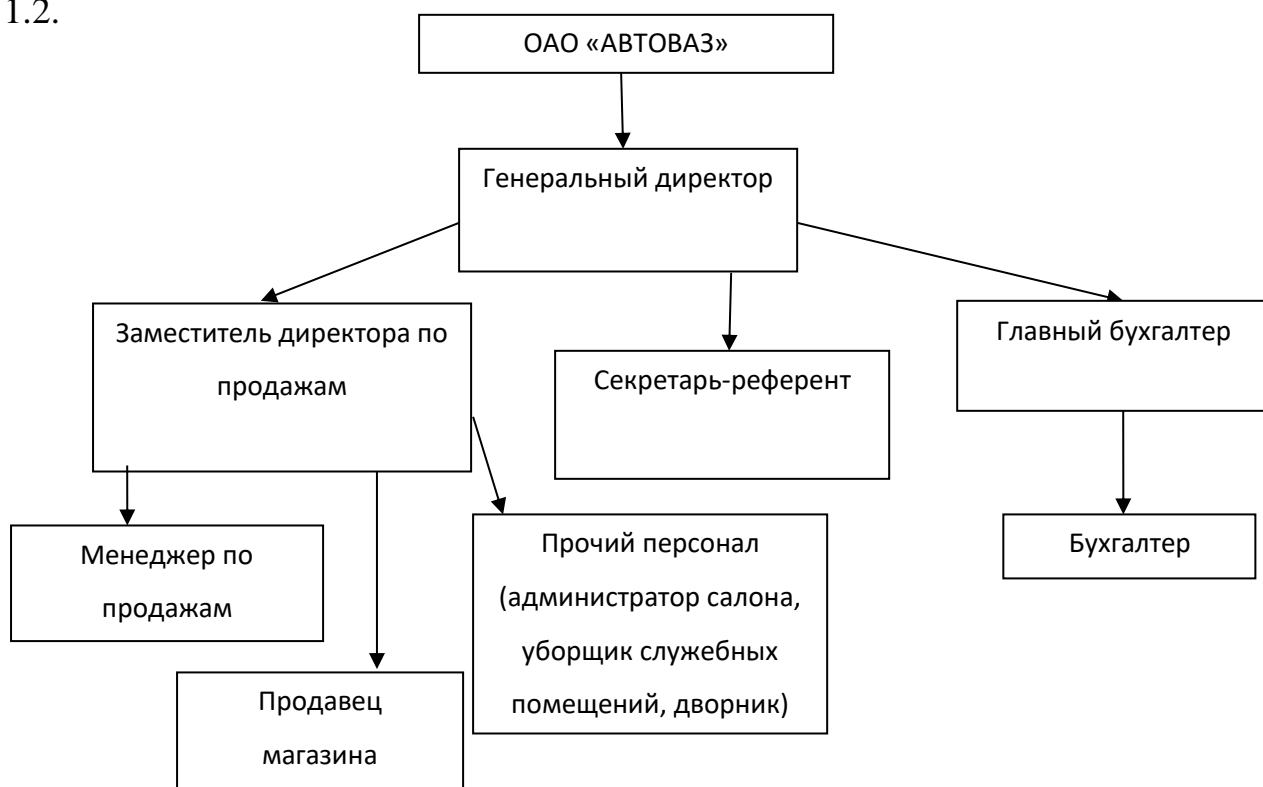 1.2.
ОАО «АВТОВАЗ»
Генеральный директор
Заместитель директора по
продажам
Секретарь-референт
Главный бухгалтер
Менеджер по
продажам
Продавец
магазина
Прочий персонал
(администратор салона,
уборщик служебных
помещений, дворник)
Бухгалтер